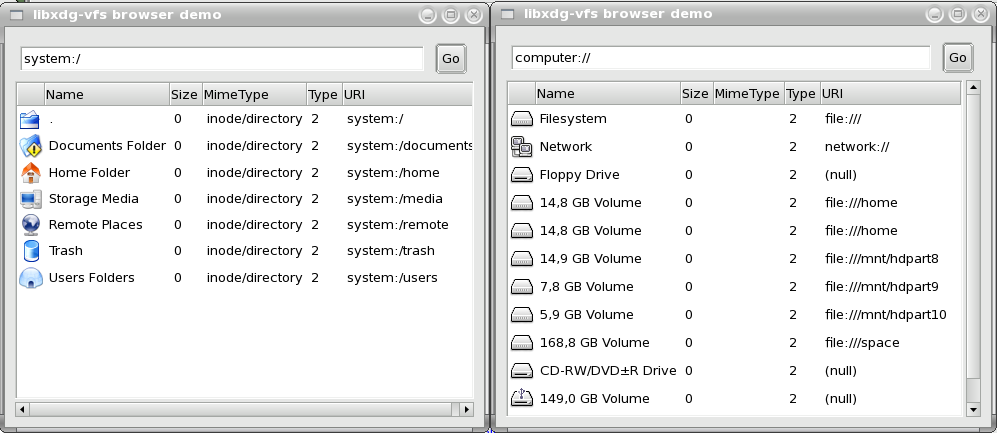 libxdg-vfs browser demo
system:/ Go
Name Size MimeType Type URI
. 0 inode/directory 2 system:/
Documents Folder 0 inode/directory 2 system:/documents
Home Folder 0 inode/directory 2 system:/home
Storage Media 0 inode/directory 2 system:/media
Remote Places 0 inode/directory 2 system:/remote
Trash 0 inode/directory 2 system:/trash
Users Folders 0 inode/directory 2 system:/users
libxdg-vfs browser demo
computer:// Go
Name Size MimeType Type URI
Filesystem 0 2 file:///
Network 0 2 network://
Floppy Drive 0 2 (null)
14,8 GB Volume 0 2 file:///home
14,8 GB Volume 0 2 file:///home
14,9 GB Volume 0 2 file:///mnt/hdpart8
7,8 GB Volume 0 2 file:///mnt/hdpart9
5,9 GB Volume 0 2 file:///mnt/hdpart10
168,8 GB Volume 0 2 file:///space
CD-RW/DVD±R Drive 0 2 (null)
149,0 GB Volume 0 2 (null)